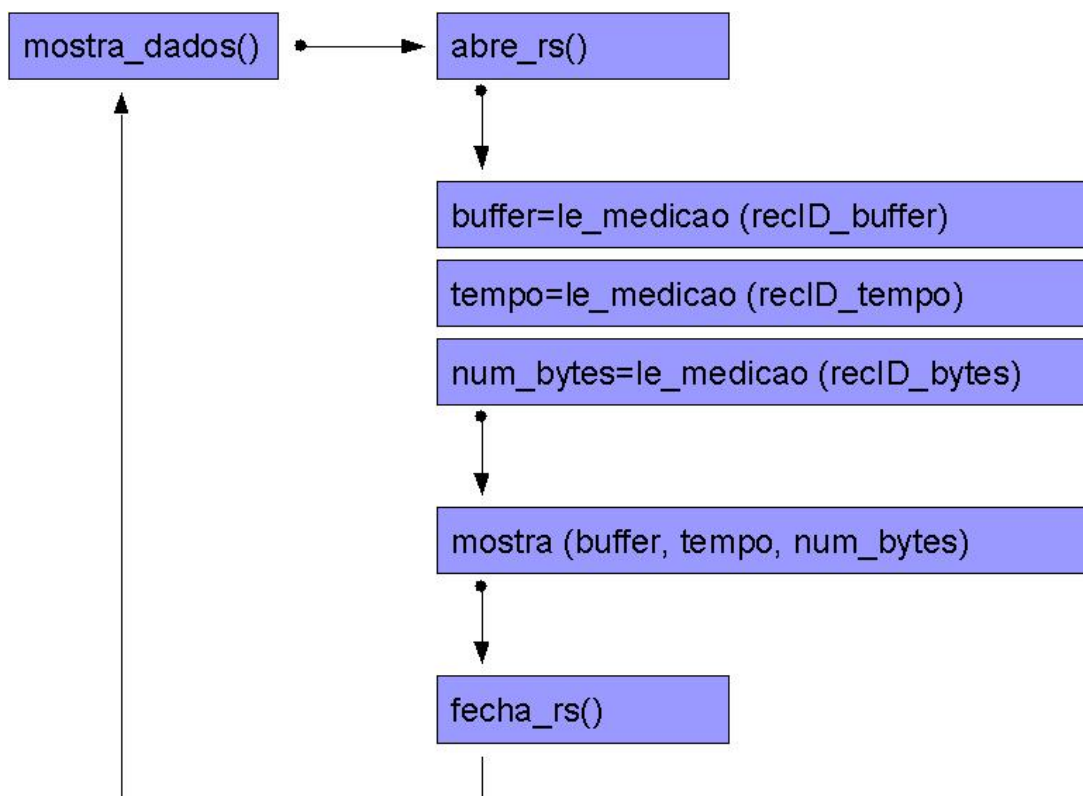 mostra_dados()
abre_rs()
buffer=le_medicao (recID_buffer)
tempo=le_medicao (recID_tempo)
num_bytes=le_medicao (recID_bytes)
mostra (buffer, tempo, num_bytes)
fecha_rs()